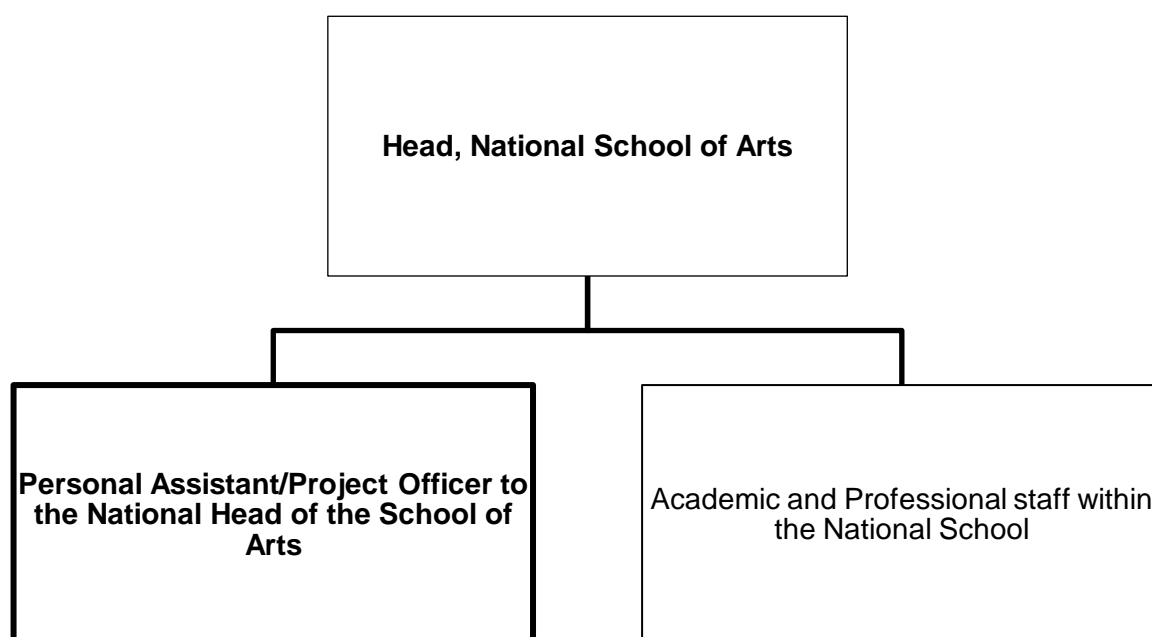 Head, National School of Arts
Personal Assistant/Project Officer to
the National Head of the School of
Arts
Academic and Professional staff within
the National School